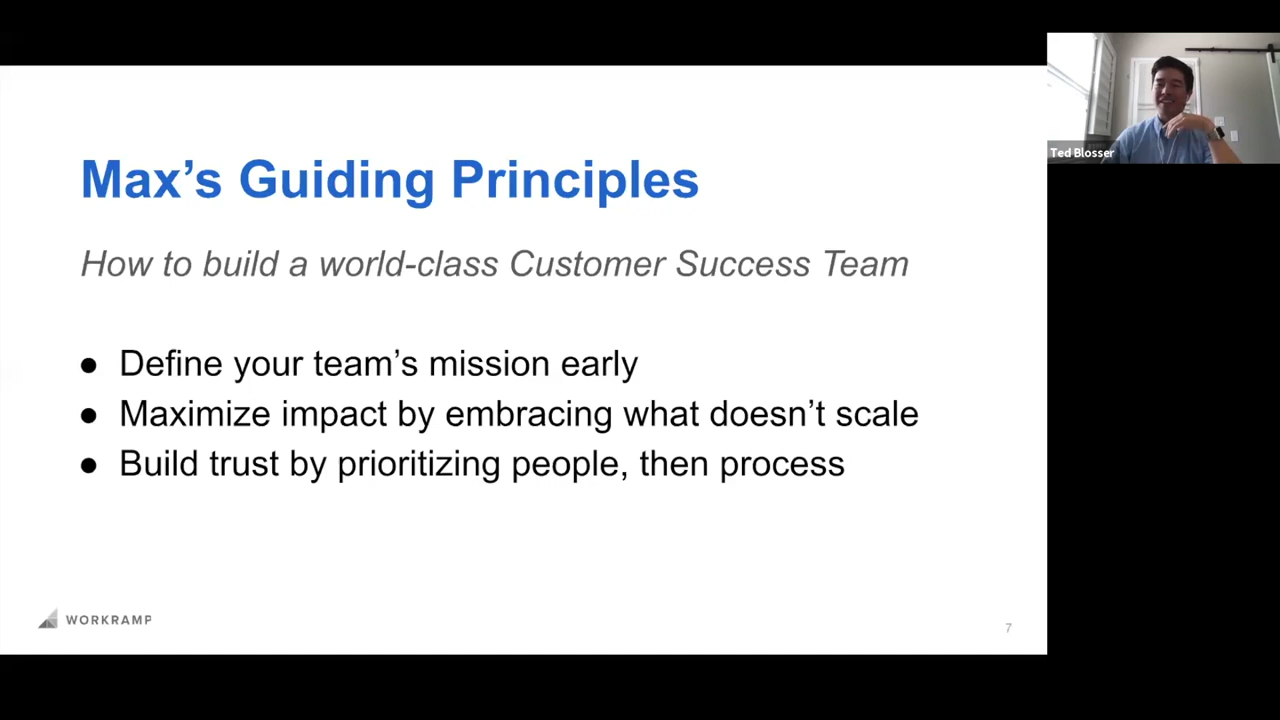 Max’s Guiding Principles
How to build a world-class Customer Success Team
● Define your team’s mission early
● Maximize impact by embracing what doesn’t scale
● Build trust by prioritizing people, then process
WORKRAMP
7
Ted Blosser